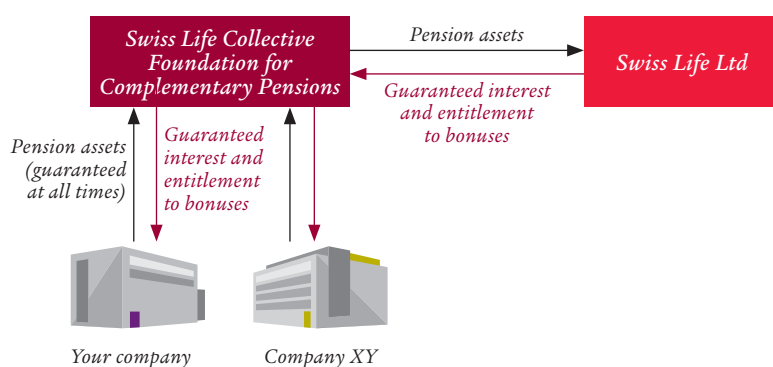 Swiss Life Collective
Foundation for
Complementary Pensions
Pension assets
Swiss Life Ltd
Guaranteed interest
and entitlement
to bonuses
Pension assets
(guaranteed
at all times)
Guaranteed
interest and
entitlement
to bonuses
Your company
Company XY